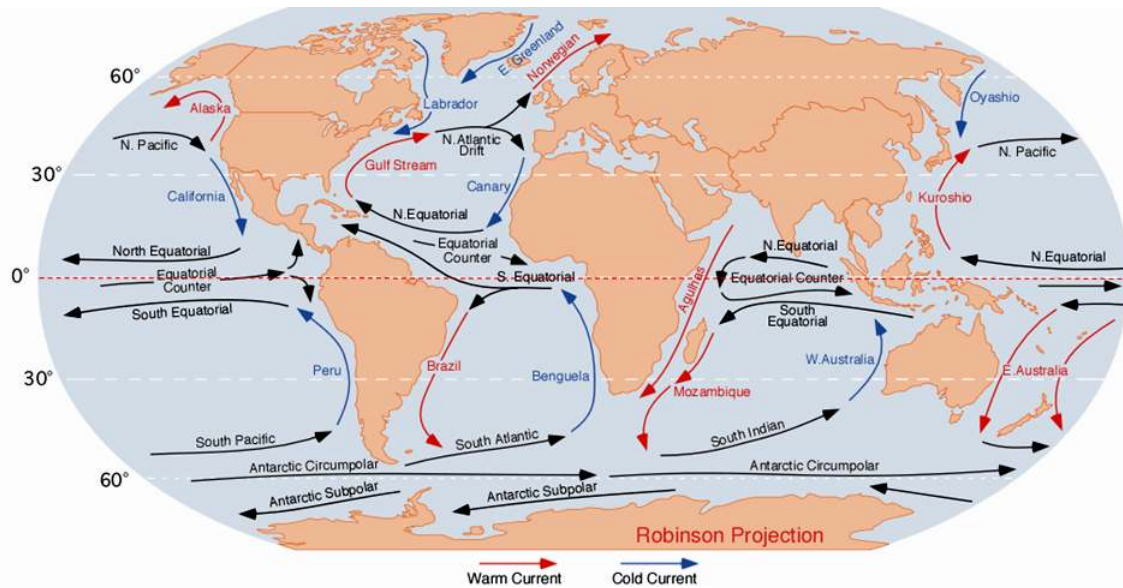 E. Greenland
Norwegian
60°
Alaska
Labrador
Oyashio
N. Pacific
N. Atlantic
Drift
N. Pacific
Gulf Stream
30°
California
Canary
Kuroshio
N.Equatorial
North Equatorial
Equatorial
Counter
N.Equatorial
N.Equatorial
0°
Equatorial
Counter
S. Equatorial
Agulhas
Equatorial Counter
South Equatorial
South
Equatorial
Peru
Brazil
Benguela
W.Australia
E.Australia
30°
Mozambique
South Pacific
South Atlantic
South Indian
Antarctic Circumpolar
Antarctic Circumpolar
60°
Antarctic Subpolar
Antarctic Subpolar
Robinson Projection
Warm Current
Cold Current